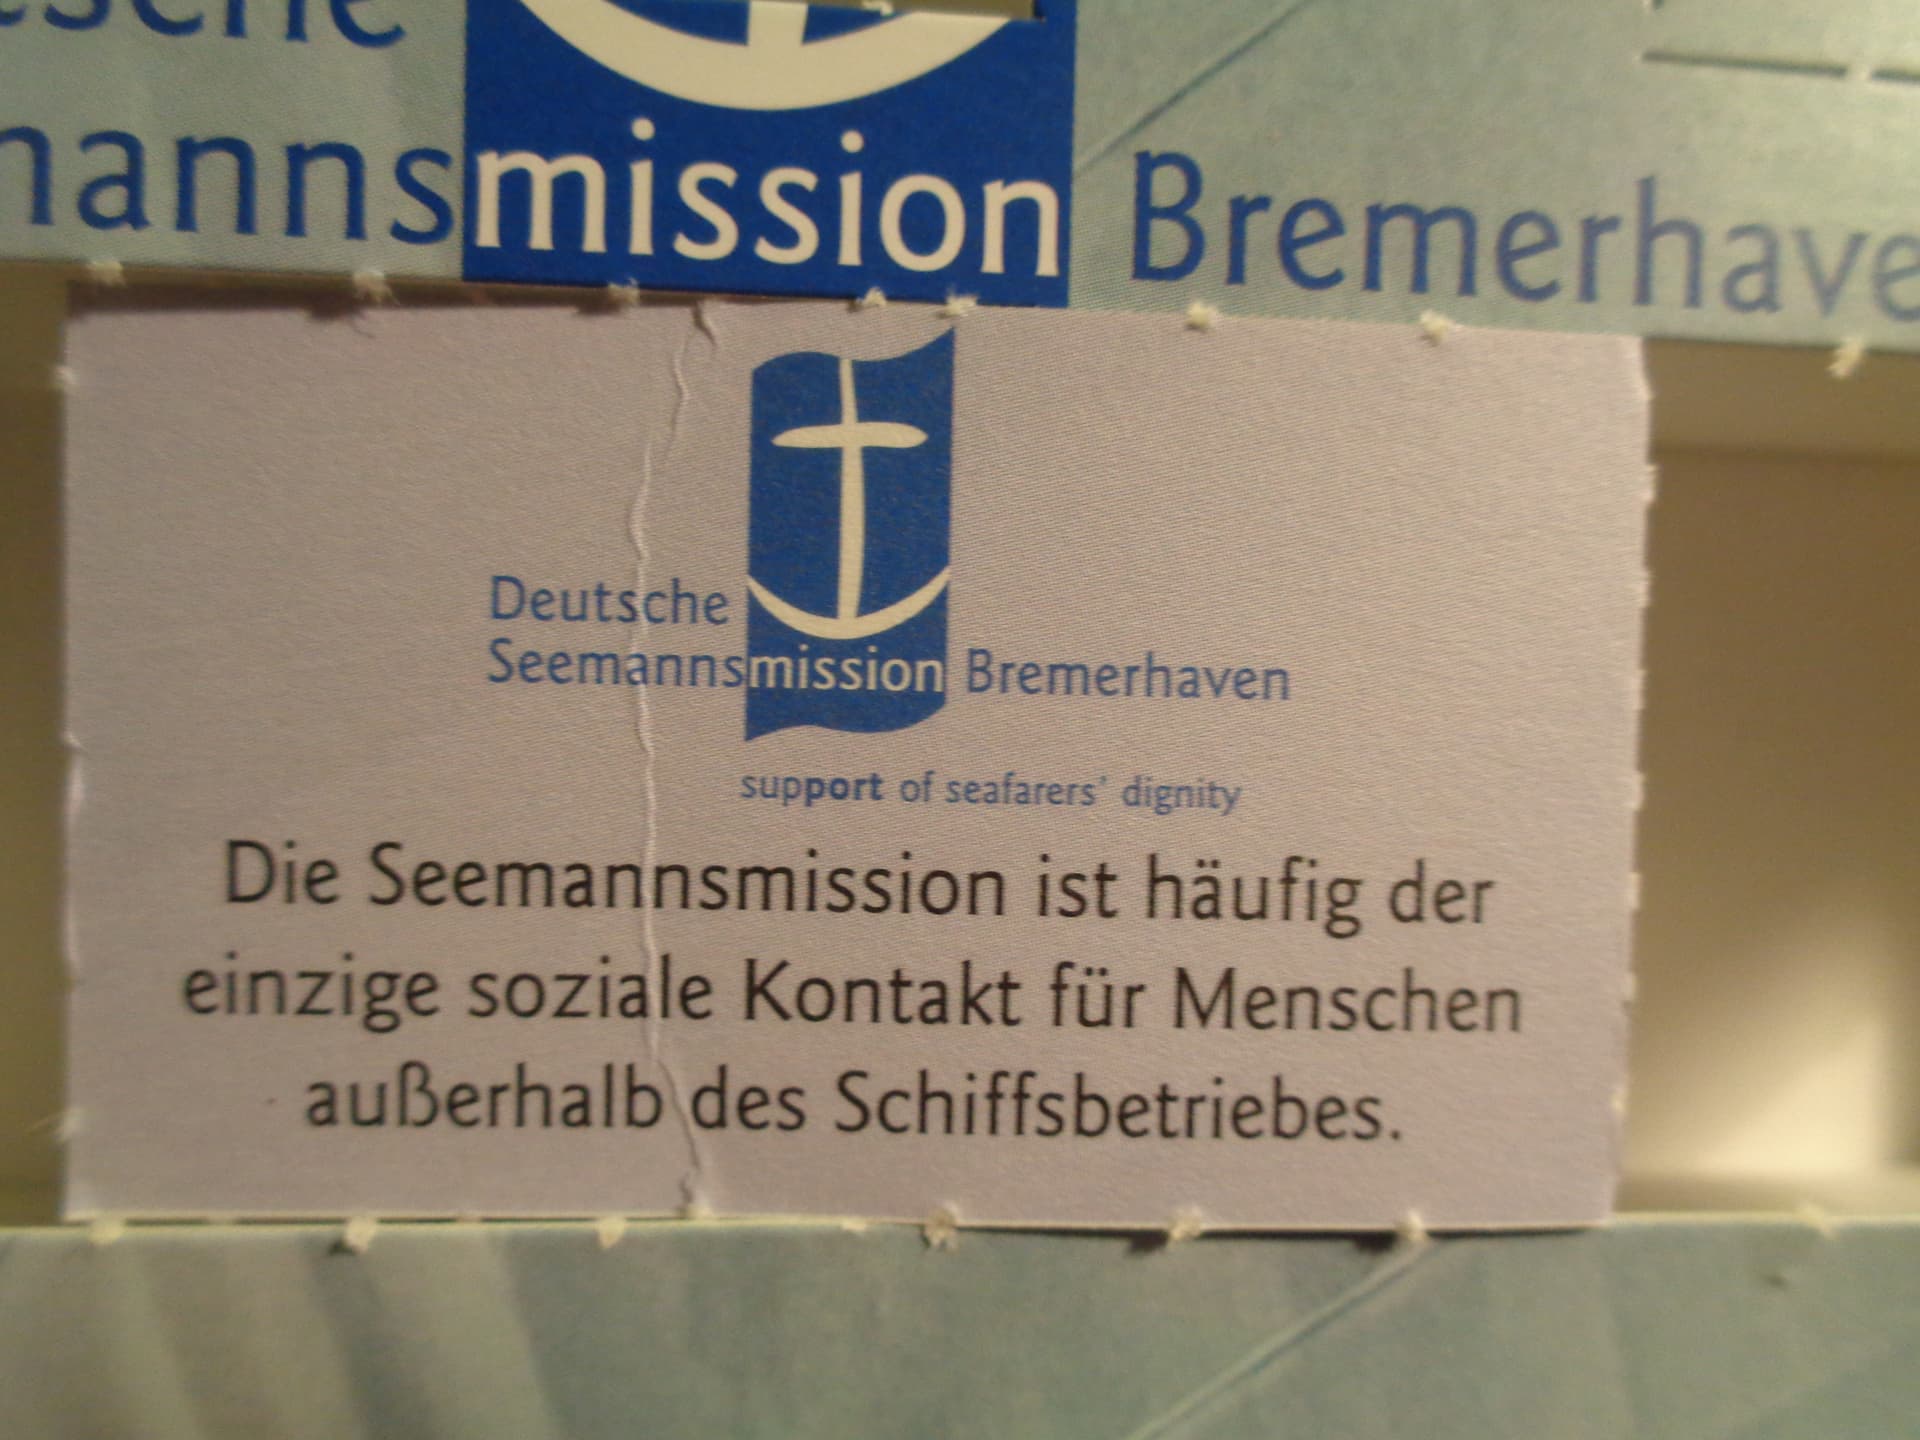 mission Bremerhave
Deutsche
Seemannsmission Bremerhaven
support of seafarers' dignity
Die Seemannsmission ist häufig der
einzige soziale Kontakt für Menschen
außerhalb des Schiffsbetriebes.